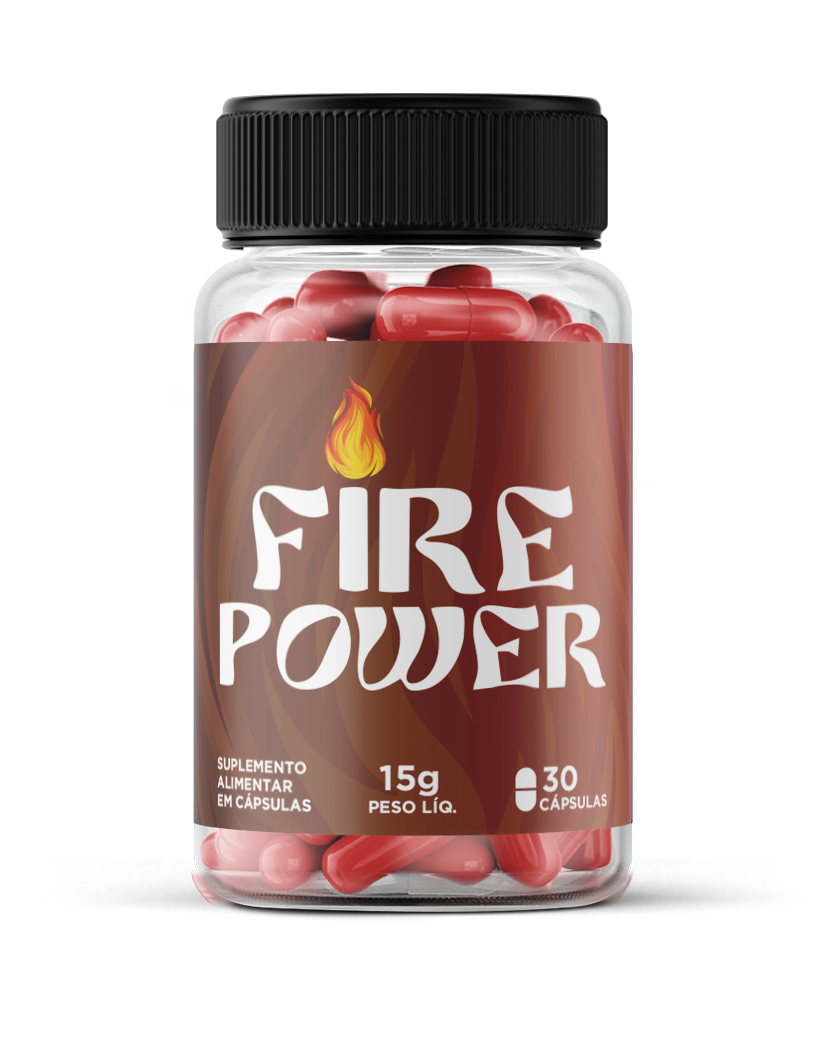 FIRE
POWER
SUPLEMENTO
ALIMENTAR
EM CÁPSULAS
15g
PESO LÍQ.
30
CÁPSULAS